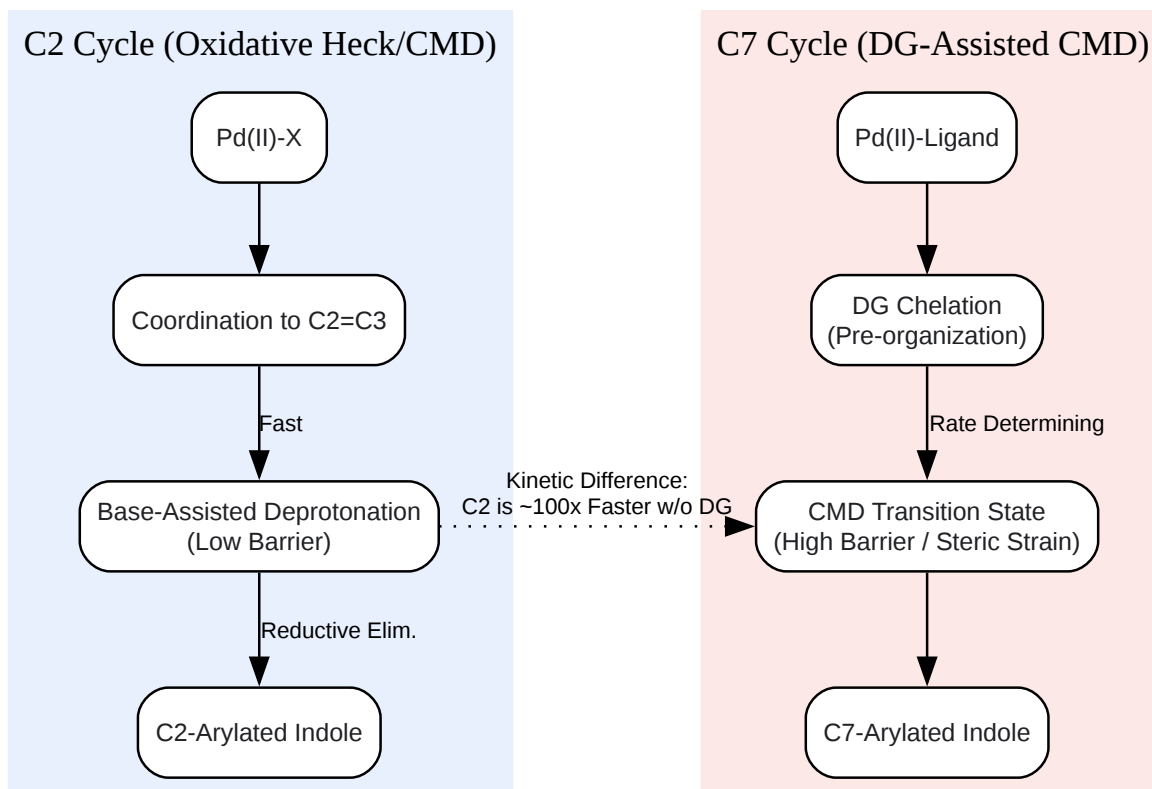 C2 Cycle (Oxidative Heck/CMD)
Pd(II)-X
Coordination to C2=C3
Fast
Base-Assisted Deprotonation
(Low Barrier)
Reductive Elim.
C2-Arylated Indole
Kinetic Difference:
C2 is ~100x Faster w/o DG
C7 Cycle (DG-Assisted CMD)
Pd(II)-Ligand
DG Chelation
(Pre-organization)
Rate Determining
CMD Transition State
(High Barrier / Steric Strain)
C7-Arylated Indole